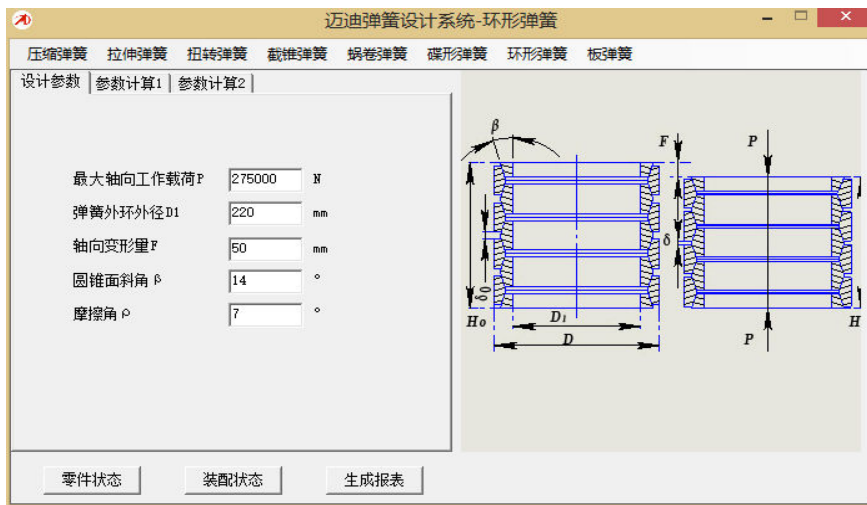 迈迪弹簧设计系统-环形弹簧
压缩弹簧 拉伸弹簧 扭转弹簧 截锥弹簧 蜗卷弹簧 碟形弹簧 环形弹簧 板弹簧
设计参数 参数计算1 参数计算2
最大轴向工作载荷P 275000 N
弹簧外环外径D1 220 mm
轴向变形量F 50 mm
圆锥面斜角β 14 °
摩擦角ρ 7 °
β F P
δ
δ0
H0 D1 H
D P
零件状态 装配状态 生成报表